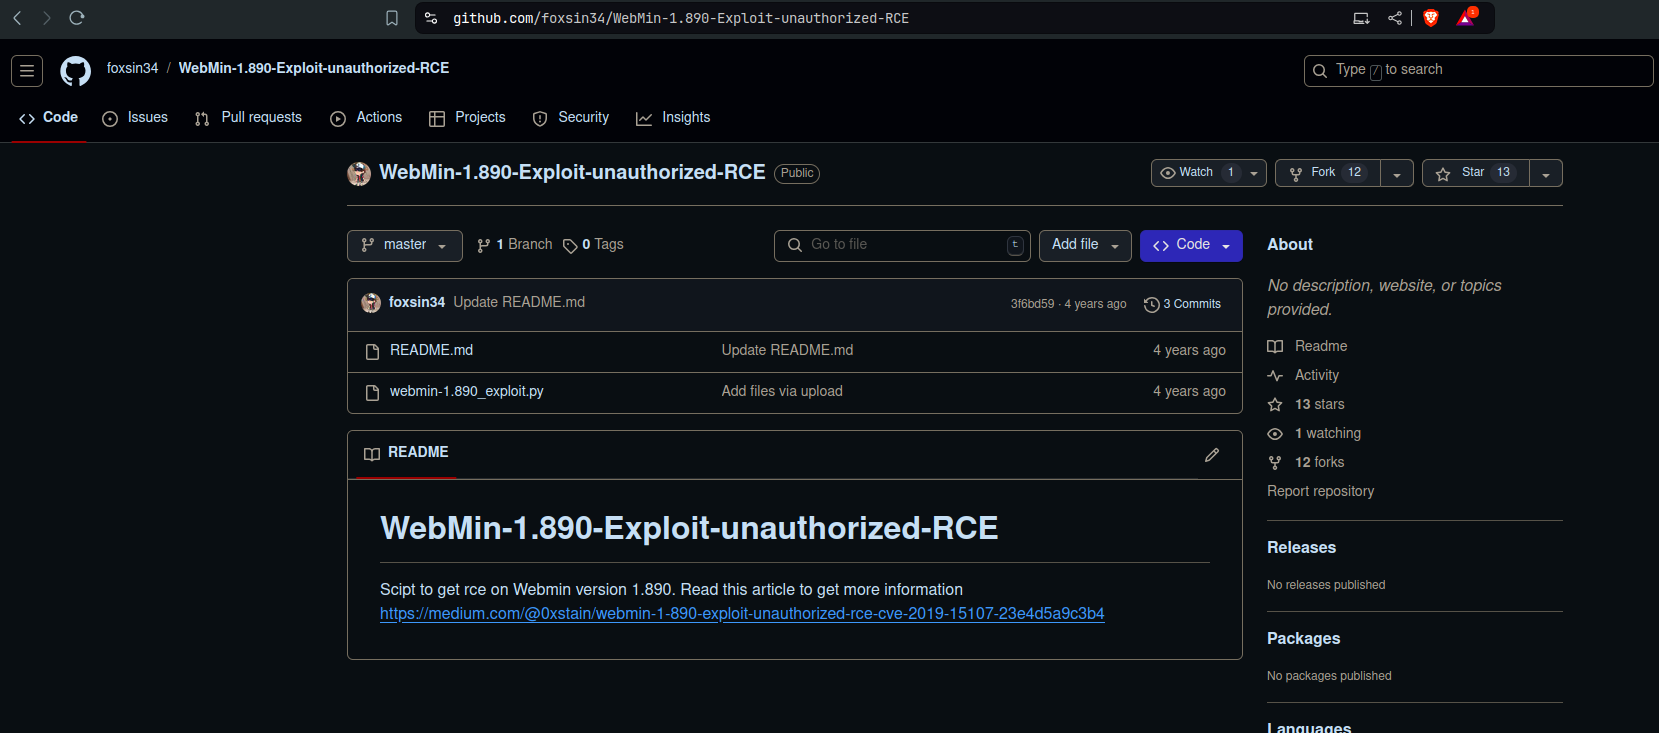 github.com/foxsin34/WebMin-1.890-Exploit-unauthorized-RCE
1
foxsin34 / WebMin-1.890-Exploit-unauthorized-RCE
Type / to search
Code Issues Pull requests Actions Projects Security Insights
WebMin-1.890-Exploit-unauthorized-RCE Public
Watch 1 Fork 12 Star 13
master 1 Branch 0 Tags Go to file t Add file Code
foxsin34 Update README.md 3f6bd59 · 4 years ago 3 Commits
README.md Update README.md 4 years ago
webmin-1.890_exploit.py Add files via upload 4 years ago
README
WebMin-1.890-Exploit-unauthorized-RCE
Scipt to get rce on Webmin version 1.890. Read this article to get more information
https://medium.com/@0xstain/webmin-1-890-exploit-unauthorized-rce-cve-2019-15107-23e4d5a9c3b4
About
No description, website, or topics
provided.
Readme
Activity
13 stars
1 watching
12 forks
Report repository
Releases
No releases published
Packages
No packages published
Languages